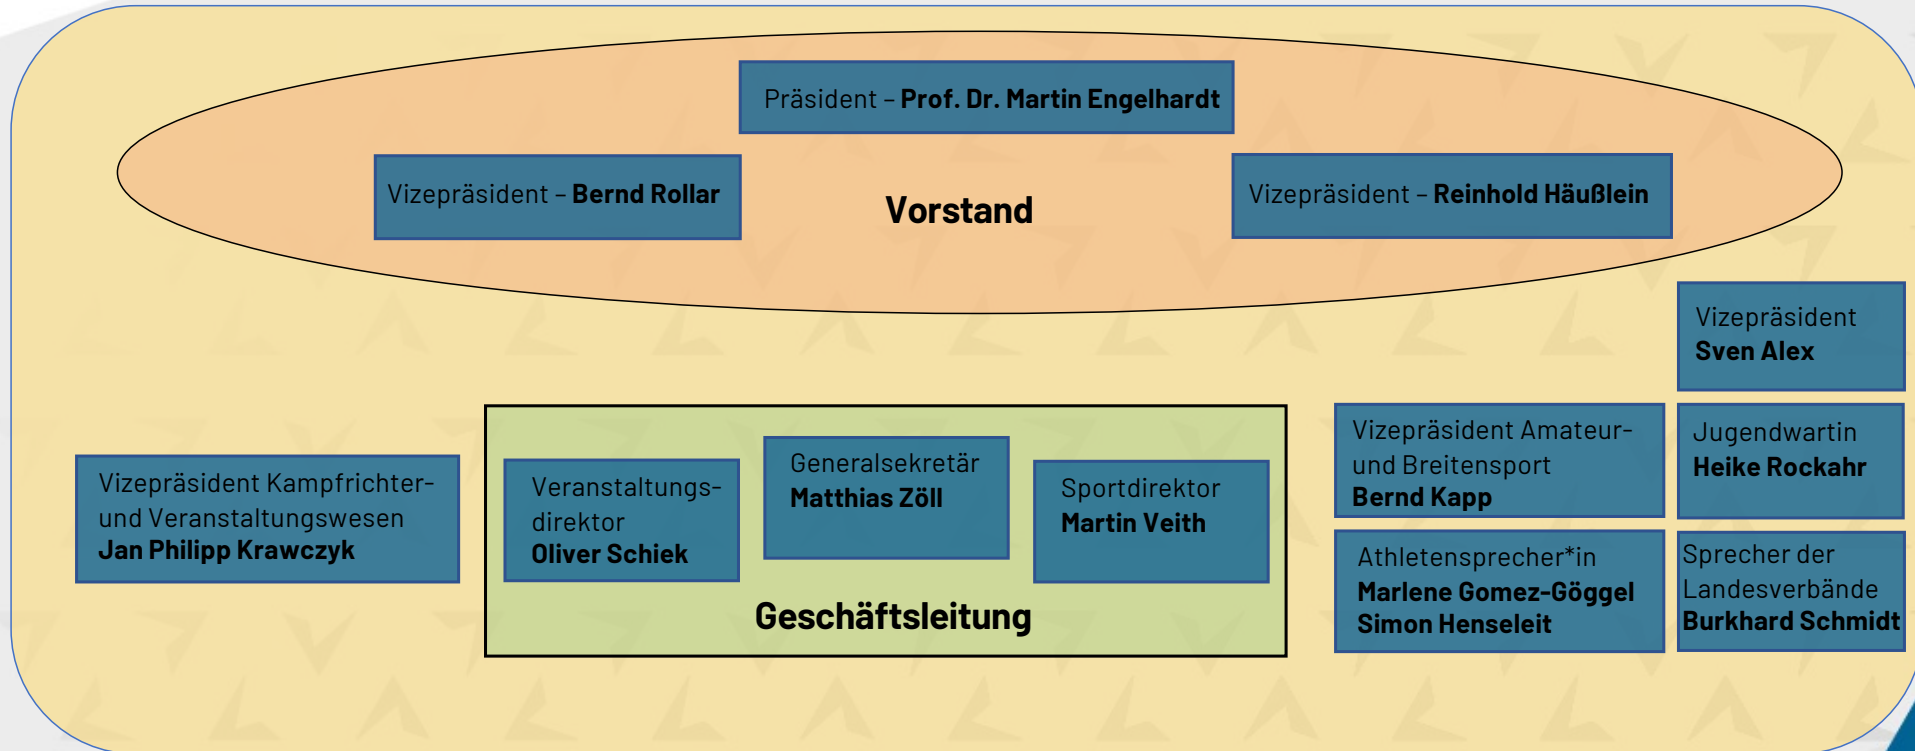 Präsident – Prof. Dr. Martin Engelhardt
Vizepräsident – Bernd Rollar
Vorstand
Vizepräsident – Reinhold Häußlein
Vizepräsident
Sven Alex
Vizepräsident Kampfrichter-
und Veranstaltungswesen
Jan Philipp Krawczyk
Veranstaltungs-
direktor
Oliver Schiek
Generalsekretär
Matthias Zöll
Sportdirektor
Martin Veith
Geschäftsleitung
Vizepräsident Amateur-
und Breitensport
Bernd Kapp
Jugendwartin
Heike Rockahr
Athletensprecher*in
Marlene Gomez-Göggel
Simon Henseleit
Sprecher der
Landesverbände
Burkhard Schmidt